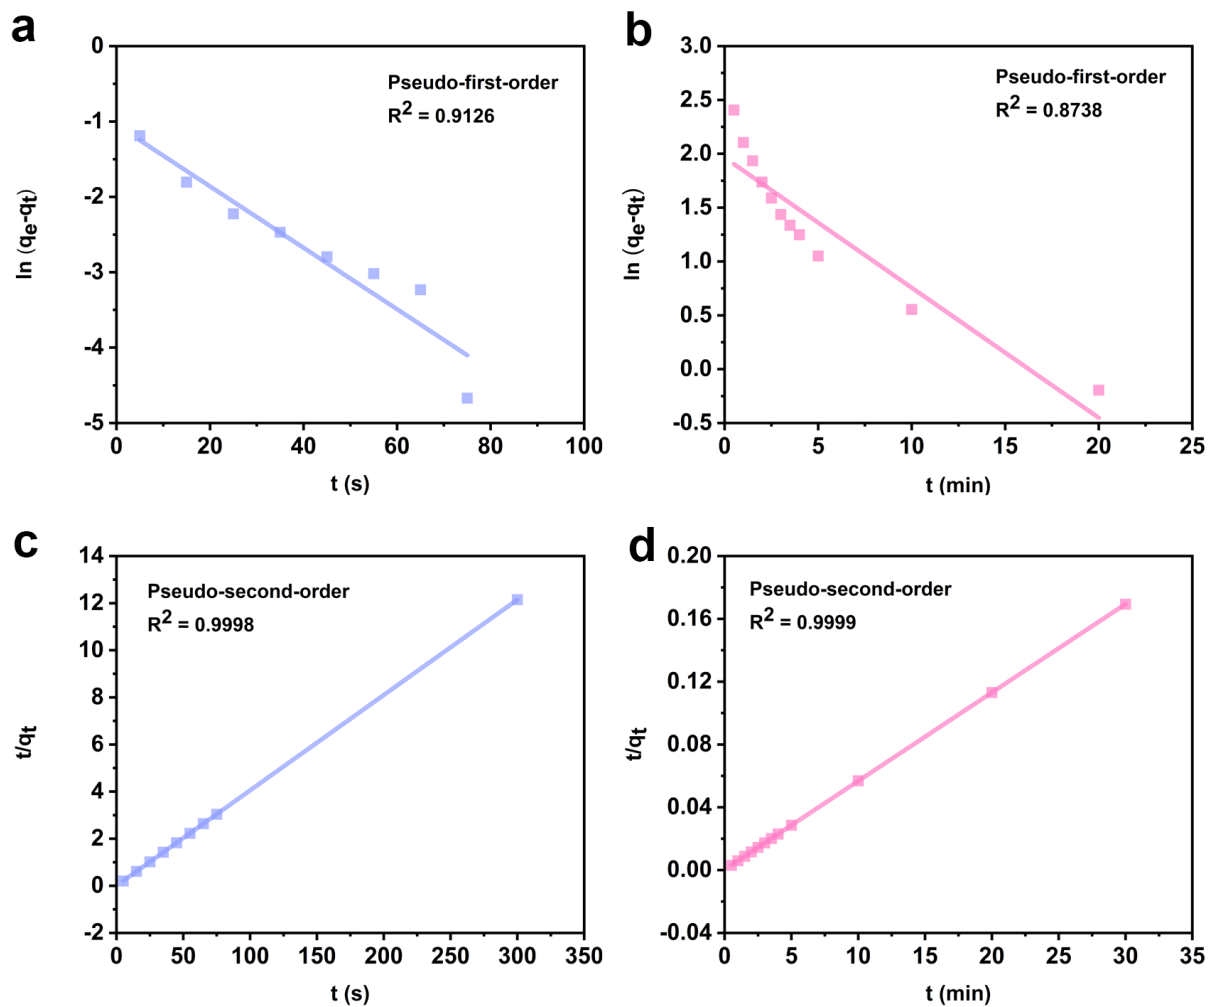 a
0
-1
-2
-3
-4
-5
ln (qe-qt)
Pseudo-first-order
R2 = 0.9126
0 20 40 60 80 100
t (s)
b
3.0
2.5
2.0
1.5
1.0
0.5
0.0
-0.5
ln (qe-qt)
Pseudo-first-order
R2 = 0.8738
0 5 10 15 20 25
t (min)
c
14
12
10
8
6
4
2
0
-2
t/qt
Pseudo-second-order
R2 = 0.9998
0 50 100 150 200 250 300 350
t (s)
d
0.20
0.16
0.12
0.08
0.04
0.00
-0.04
t/qt
Pseudo-second-order
R2 = 0.9999
0 5 10 15 20 25 30 35
t (min)